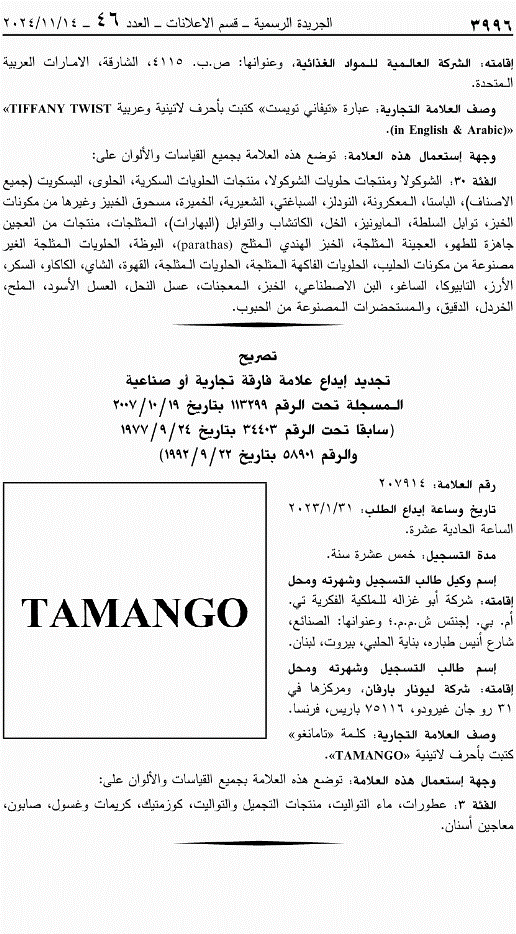 ٣٩٩٦ الجريدة الرسمية – قسم الاعلانات – العدد ٤٦ – ٢٠٢٤/١١/١٤
إقامته: الشركة العالمية للمواد الغذائية، وعنوانها: ص.ب. ٤١١٥، الشارقة، الامارات العربية
المتحدة.
وصف العلامة التجارية: عبارة «تيفاني تويست» كتبت بأحرف لاتينية وعربية «TIFFANY TWIST
(in English & Arabic)».
وجهة إستعمال هذه العلامة: توضع هذه العلامة بجميع القياسات والألوان على:
الفئة ٣٠: الشوكولا ومنتجات حلويات الشوكولا، منتجات الحلويات السكرية، الحلوى، البسكويت (جميع
الاصناف)، الباستا، المعكرونة، النودلز، السباغتي، الشعيرية، الخميرة، مسحوق الخبيز وغيرها من مكونات
الخبز، توابل السلطة، المايونيز، الخل، الكاتشاب والتوابل (البهارات)، المثلجات، منتجات من العجين
جاهزة للطهو، العجينة المثلجة، الخبز الهندي المثلج (parathas)، البوظة، الحلويات المثلجة الغير
مصنوعة من مكونات الحليب، الحلويات الفاكهة المثلجة، الحلويات المثلجة، القهوة، الشاي، الكاكاو، السكر،
الأرز، التابيوكا، الساغو، البن الاصطناعي، الخبز، المعجنات، عسل النحل، العسل الأسود، الملح،
الخردل، الدقيق، والمستحضرات المصنوعة من الحبوب.
تصريح
تجديد إيداع علامة فارقة تجارية أو صناعية
المسجلة تحت الرقم ١١٣٢٩٩ بتاريخ ٢٠٠٧/١٠/١٩
(سابقا تحت الرقم ٣٤٤٠٣ بتاريخ ١٩٧٧/٩/٢٤
والرقم ٥٨٩٠١ بتاريخ ١٩٩٢/٩/٢٢)
رقم العلامة: ٢٠٧٩١٤
تاريخ وساعة إيداع الطلب: ٢٠٢٣/١/٣١
الساعة الحادية عشرة.
مدة التسجيل: خمس عشرة سنة.
إسم وكيل طالب التسجيل وشهرته ومحل
إقامته: شركة أبو غزاله للملكية الفكرية تي.
أم. بي. إجنتس ش.م.م.؛ وعنوانها: الصنائع،
شارع أنيس طباره، بناية الحلبي، بيروت، لبنان.
إسم طالب التسجيل وشهرته ومحل
إقامته: شركة ليونار بارفان، ومركزها في
٣١ رو جان غيرودو، ٧٥١١٦ باريس، فرنسا.
وصف العلامة التجارية: كلمة «تامانغو»
كتبت بأحرف لاتينية «TAMANGO».
TAMANGO
وجهة إستعمال هذه العلامة: توضع هذه العلامة بجميع القياسات والألوان على:
الفئة ٣: عطورات، ماء التواليت، منتجات التجميل والتواليت، كوزمتيك، كريمات وغسول، صابون،
معاجين أسنان.